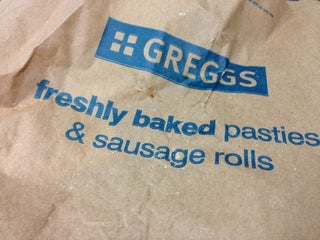 GREGGS
freshly baked pasties
& sausage rolls